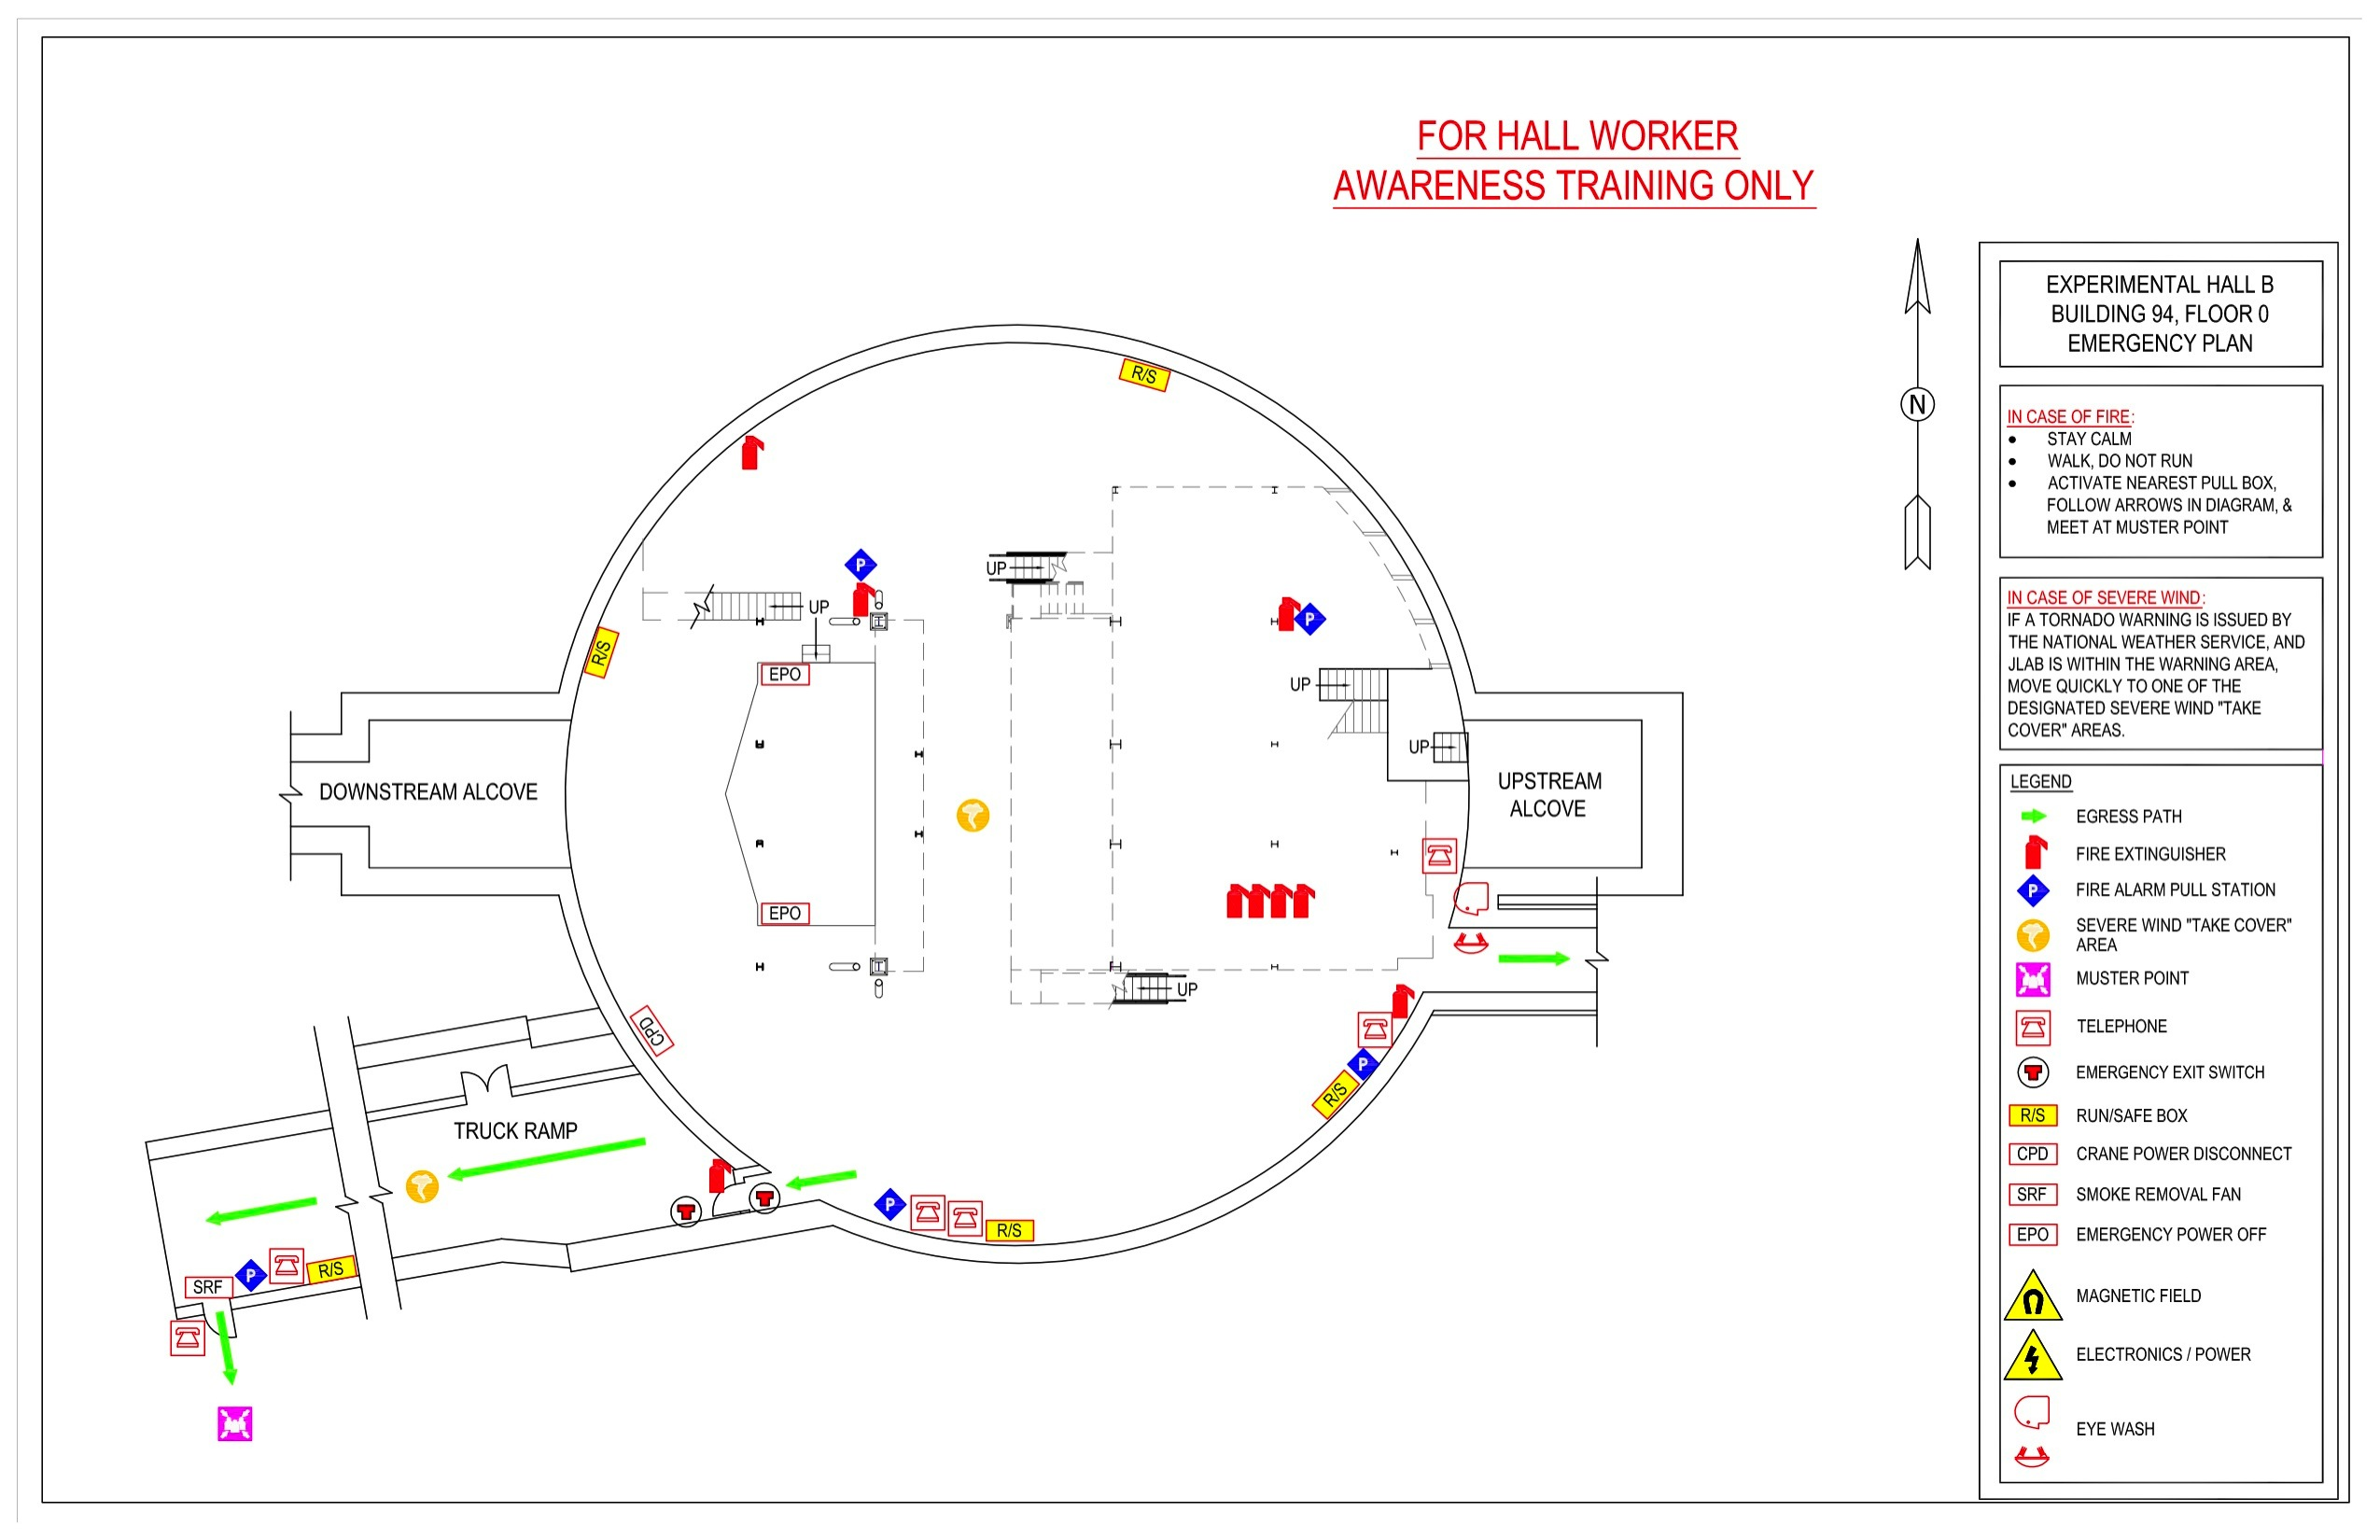 FOR HALL WORKER
AWARENESS TRAINING ONLY
N
EXPERIMENTAL HALL B
BUILDING 94, FLOOR 0
EMERGENCY PLAN
IN CASE OF FIRE:
● STAY CALM
● WALK, DO NOT RUN
● ACTIVATE NEAREST PULL BOX,
FOLLOW ARROWS IN DIAGRAM, &
MEET AT MUSTER POINT
IN CASE OF SEVERE WIND:
IF A TORNADO WARNING IS ISSUED BY
THE NATIONAL WEATHER SERVICE, AND
JLAB IS WITHIN THE WARNING AREA,
MOVE QUICKLY TO ONE OF THE
DESIGNATED SEVERE WIND "TAKE
COVER" AREAS.
LEGEND
EGRESS PATH
FIRE EXTINGUISHER
P FIRE ALARM PULL STATION
SEVERE WIND "TAKE COVER"
AREA
MUSTER POINT
TELEPHONE
EMERGENCY EXIT SWITCH
R/S RUN/SAFE BOX
CPD CRANE POWER DISCONNECT
SRF SMOKE REMOVAL FAN
EPO EMERGENCY POWER OFF
MAGNETIC FIELD
ELECTRONICS / POWER
EYE WASH
R/S
P
UP
UP
P
R/S
EPO
UP
UP
DOWNSTREAM ALCOVE
UPSTREAM
ALCOVE
EPO
UP
CPD
P
R/S
TRUCK RAMP
P
R/S
R/S
P
SRF